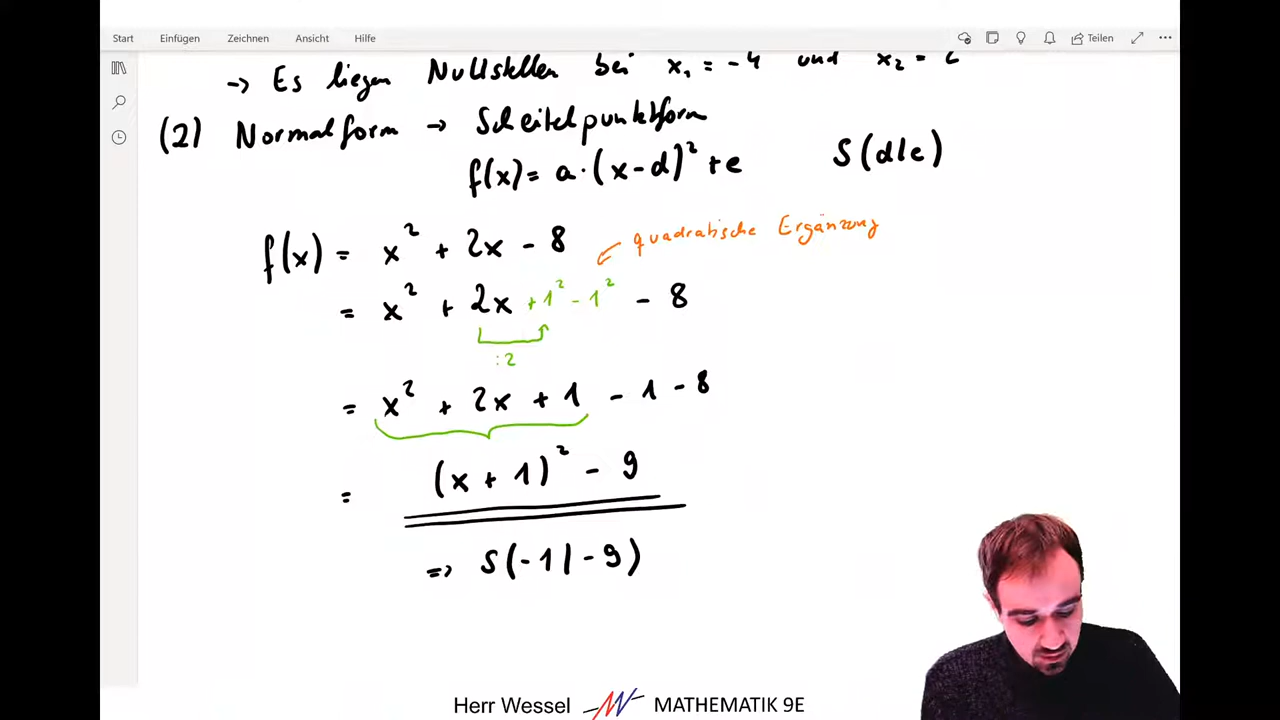 Start Einfügen Zeichnen Ansicht Hilfe Teilen
→ Es liegen Nullstellen bei x₁ = -4 und x₂ = 2
(2) Normalform → Scheitelpunktform
f(x) = a·(x-d)² + e S(d|e)
f(x) = x² + 2x - 8
quadratische Ergänzung
= x² + 2x +1² -1² - 8
:2
= x² + 2x + 1 - 1 - 8
= (x + 1)² - 9
=> S(-1|-9)
Herr Wessel MATHEMATIK 9E